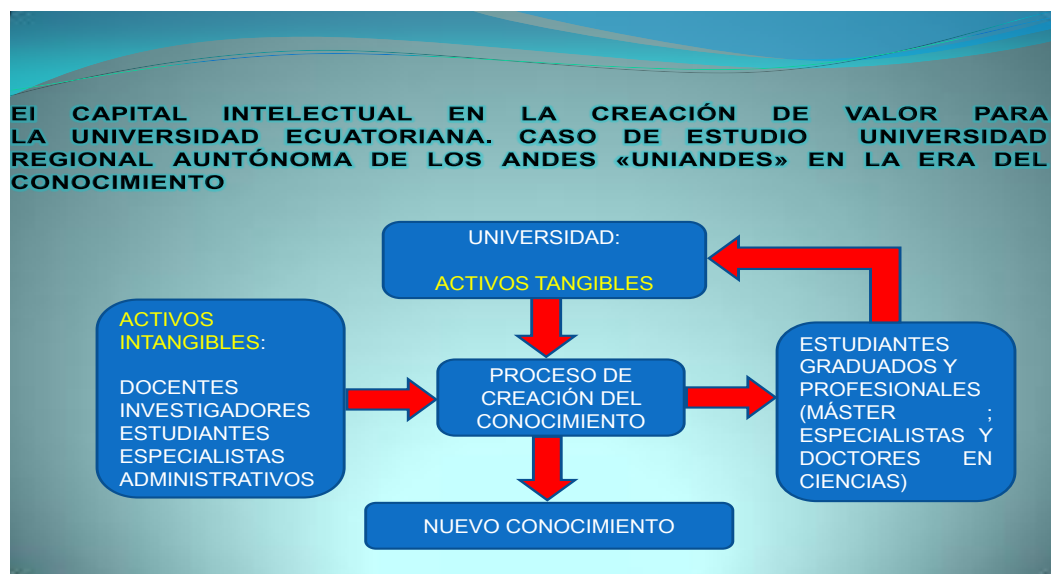 El CAPITAL INTELECTUAL EN LA CREACIÓN DE VALOR PARA
LA UNIVERSIDAD ECUATORIANA. CASO DE ESTUDIO UNIVERSIDAD
REGIONAL AUNTÓNOMA DE LOS ANDES «UNIANDES» EN LA ERA DEL
CONOCIMIENTO
UNIVERSIDAD:
ACTIVOS TANGIBLES
ACTIVOS
INTANGIBLES:
DOCENTES
INVESTIGADORES
ESTUDIANTES
ESPECIALISTAS
ADMINISTRATIVOS
PROCESO DE
CREACIÓN DEL
CONOCIMIENTO
ESTUDIANTES
GRADUADOS Y
PROFESIONALES
(MÁSTER ;
ESPECIALISTAS Y
DOCTORES EN
CIENCIAS)
NUEVO CONOCIMIENTO